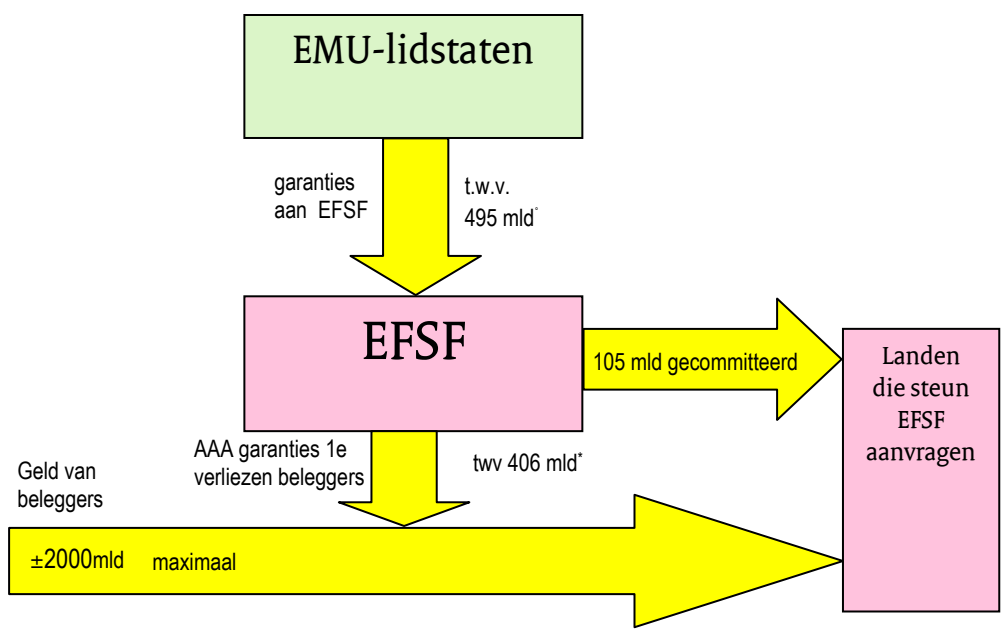 EMU-lidstaten
garanties
aan EFSF
t.w.v.
495 mld°
EFSF
105 mld gecommitteerd
Landen
die steun
EFSF
aanvragen
AAA garanties 1e
verliezen beleggers
twv 406 mld*
Geld van
beleggers
±2000mld maximaal